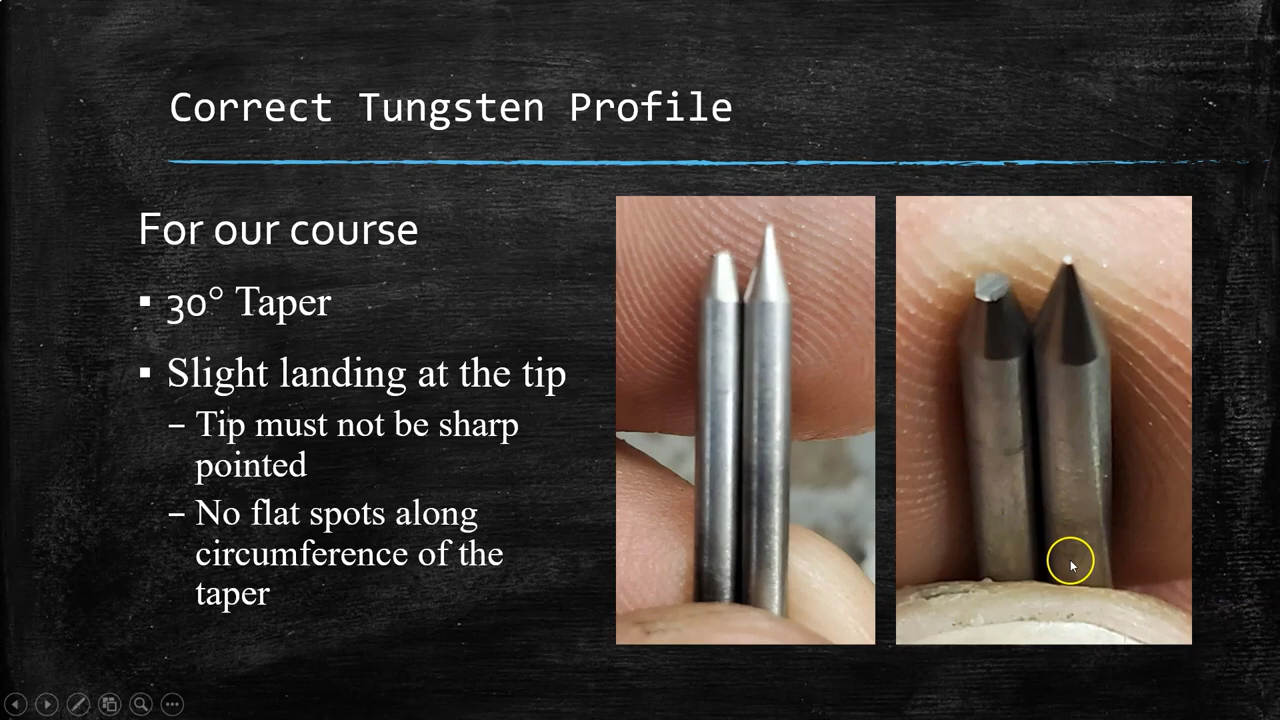 Correct Tungsten Profile
For our course
▪ 30° Taper
▪ Slight landing at the tip
– Tip must not be sharp
pointed
– No flat spots along
circumference of the
taper